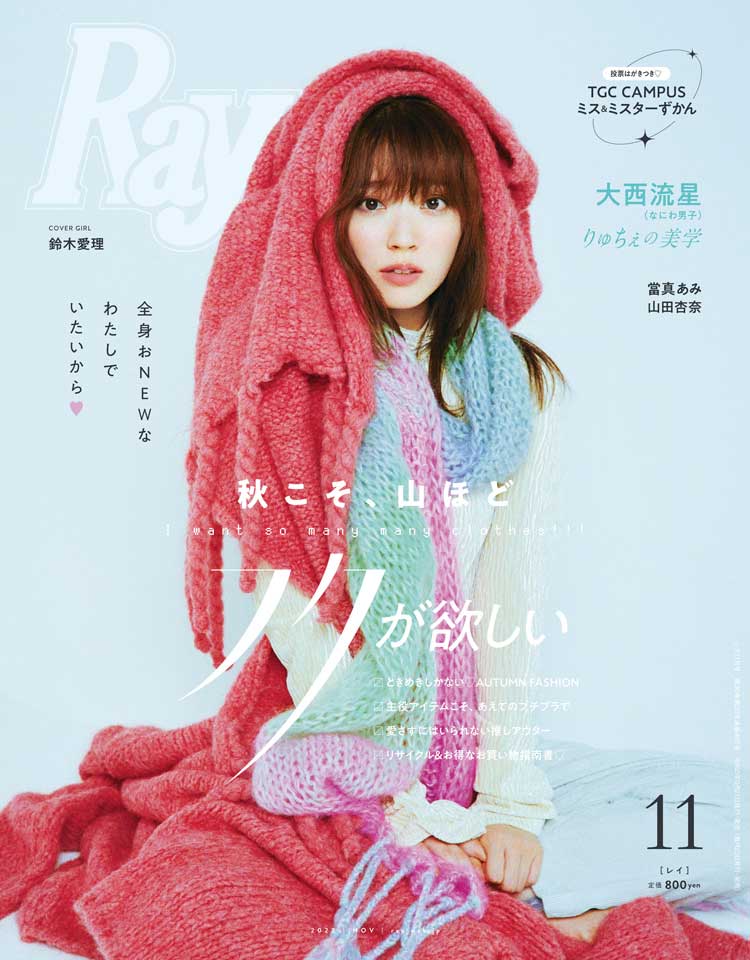 Ray
COVER GIRL
鈴木愛理
投票はがきつき♡
TGC CAMPUS
ミス&ミスターずかん
大西流星
(なにわ男子)
りゅちぇの美学
當真あみ
山田杏奈
全身おNEWな
わたしで
いたいから♥
秋こそ、山ほど
I want so many many clothes!!!
フクが欲しい
☑ときめきしかない♡AUTUMN FASHION
☑主役アイテムこそ、あえてのプチプラで
☑愛さずにはいられない推しアウター
☑リサイクル&お得なお買い物指南書♡
11
[レイ]
定価 800yen
NOV